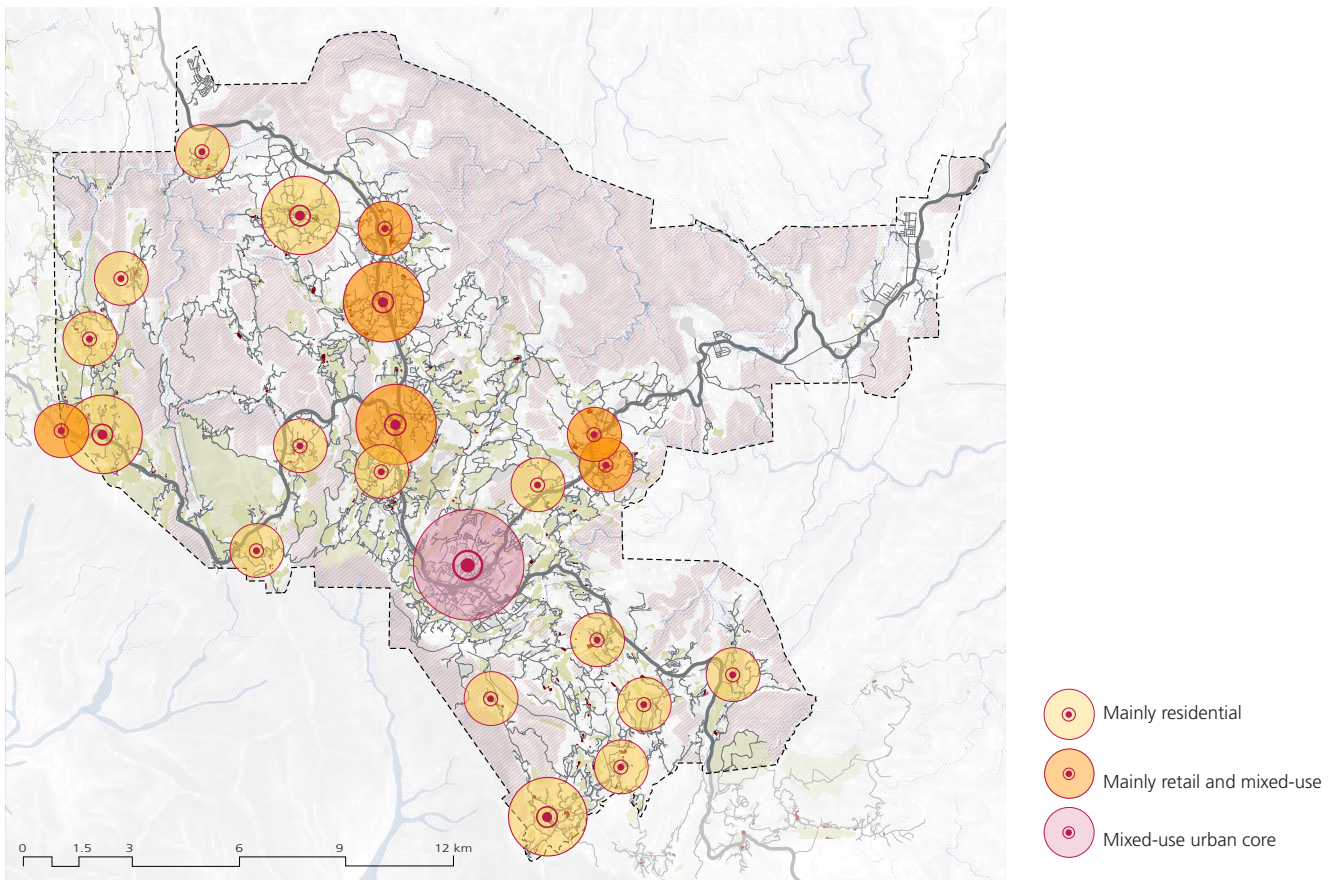 Mainly residential
Mainly retail and mixed-use
Mixed-use urban core
0 1.5 3 6 9 12 km